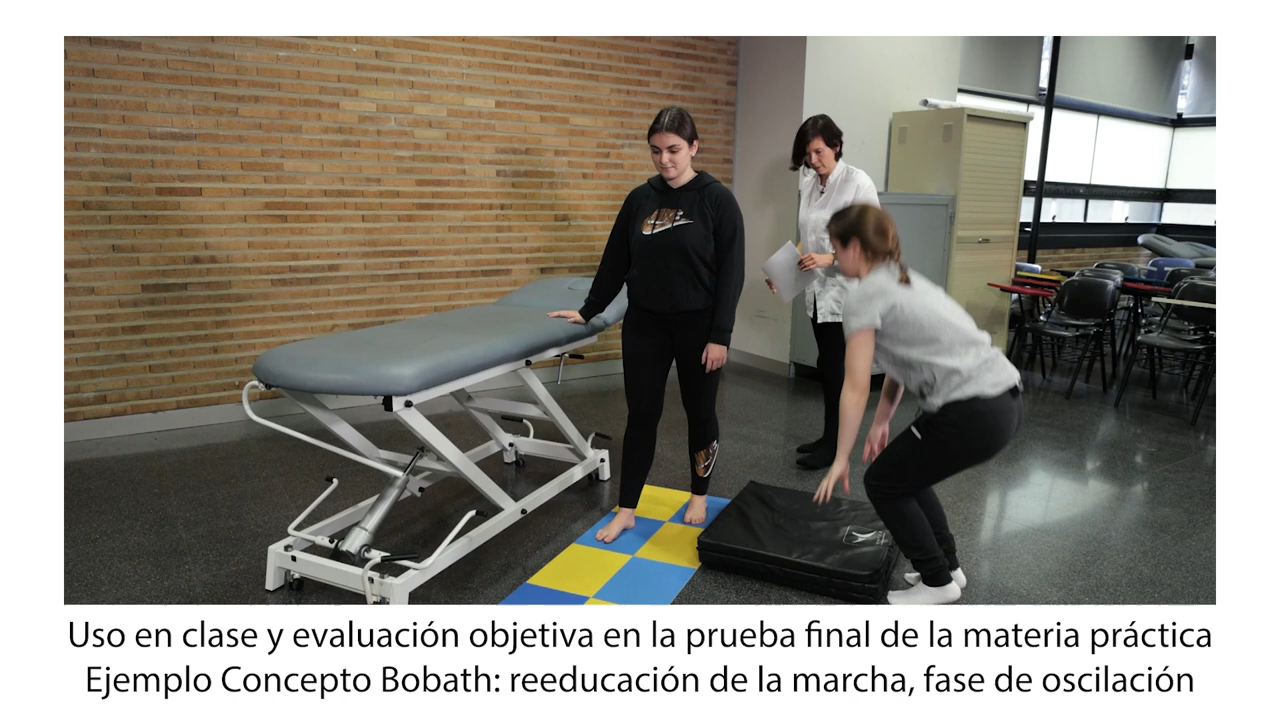 Uso en clase y evaluación objetiva en la prueba final de la materia práctica
Ejemplo Concepto Bobath: reeducación de la marcha, fase de oscilación